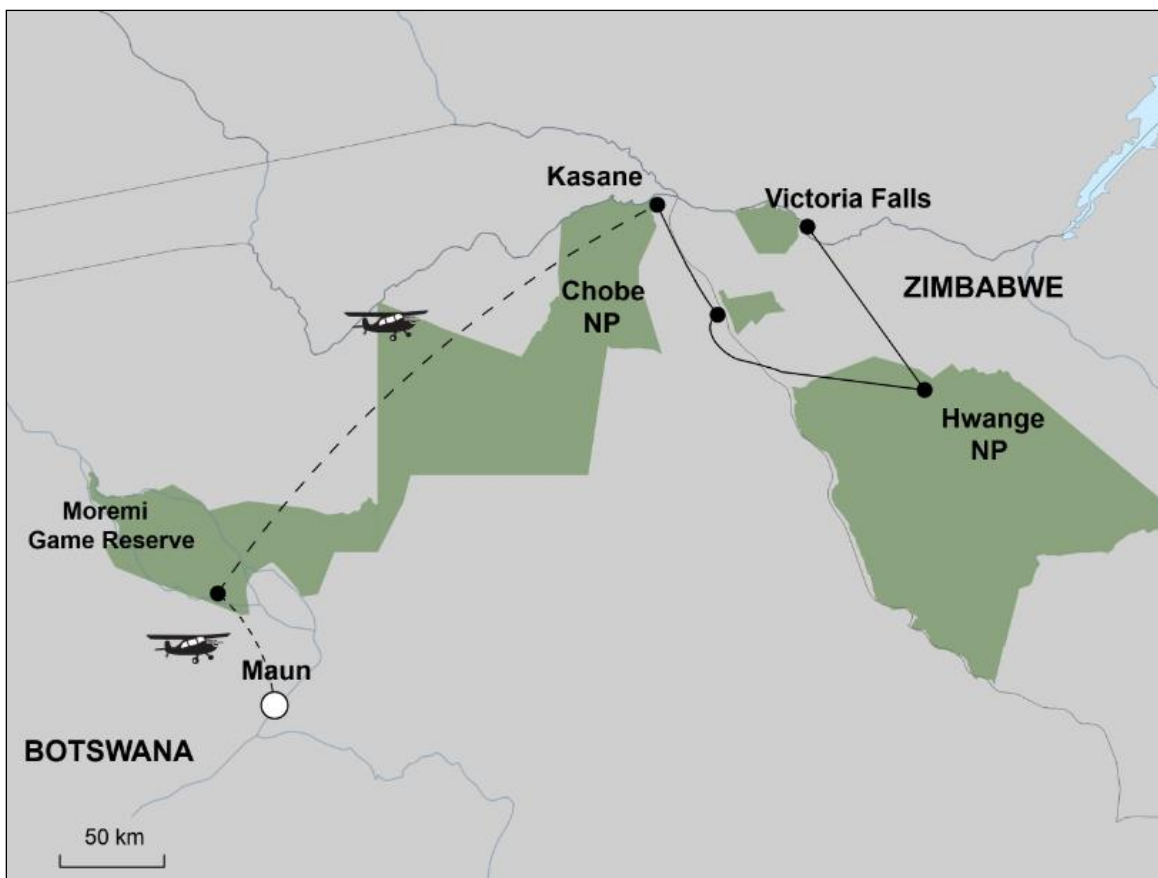 Kasane
Victoria Falls
ZIMBABWE
Chobe
NP
Hwange
NP
Moremi
Game Reserve
Maun
BOTSWANA
50 km